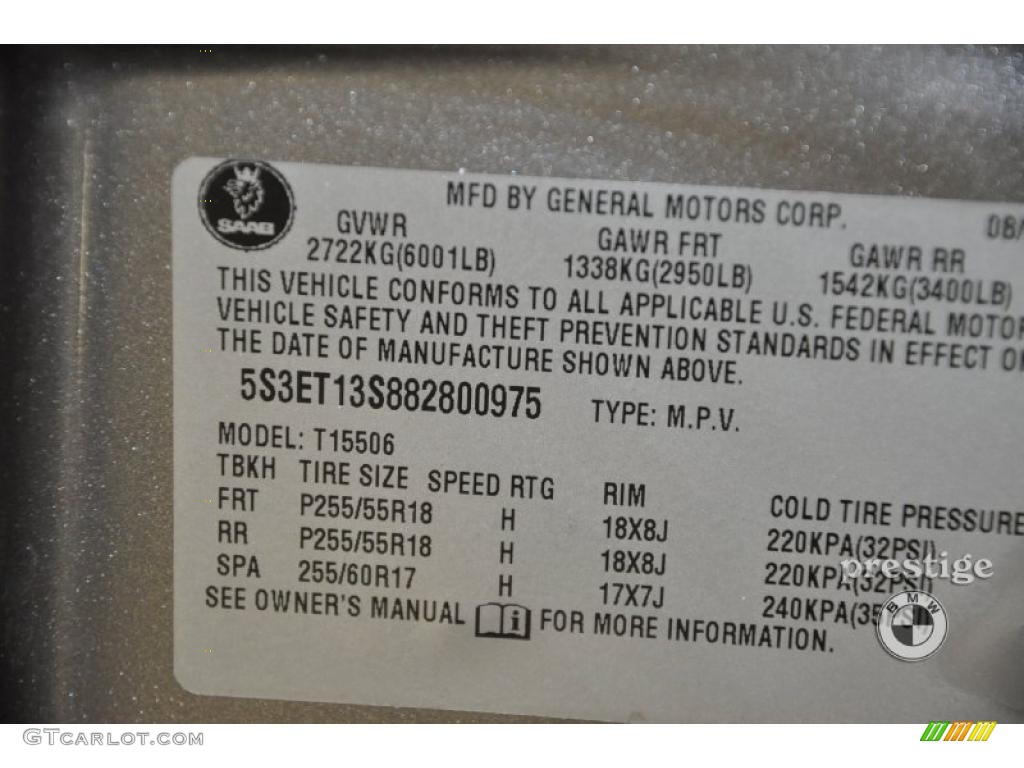 SAAB
MFD BY GENERAL MOTORS CORP. 08/
GVWR GAWR FRT GAWR RR
2722KG(6001LB) 1338KG(2950LB) 1542KG(3400LB)
THIS VEHICLE CONFORMS TO ALL APPLICABLE U.S. FEDERAL MOTOR
VEHICLE SAFETY AND THEFT PREVENTION STANDARDS IN EFFECT
THE DATE OF MANUFACTURE SHOWN ABOVE.
5S3ET13S882800975 TYPE: M.P.V.
MODEL: T15506
TBKH TIRE SIZE SPEED RTG RIM COLD TIRE PRESSURE
FRT P255/55R18 H 18X8J 220KPA(32PSI)
RR P255/55R18 H 18X8J 220KPA(32PSI)
SPA 255/60R17 H 17X7J 240KPA(35PSI)
SEE OWNER'S MANUAL i FOR MORE INFORMATION.
prestige
BMW
GTCARLOT.COM